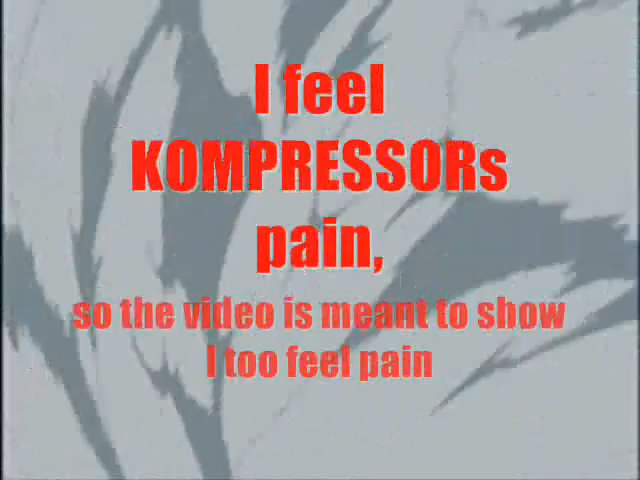 I feel
KOMPRESSORs
pain,
so the video is meant to show
I too feel pain